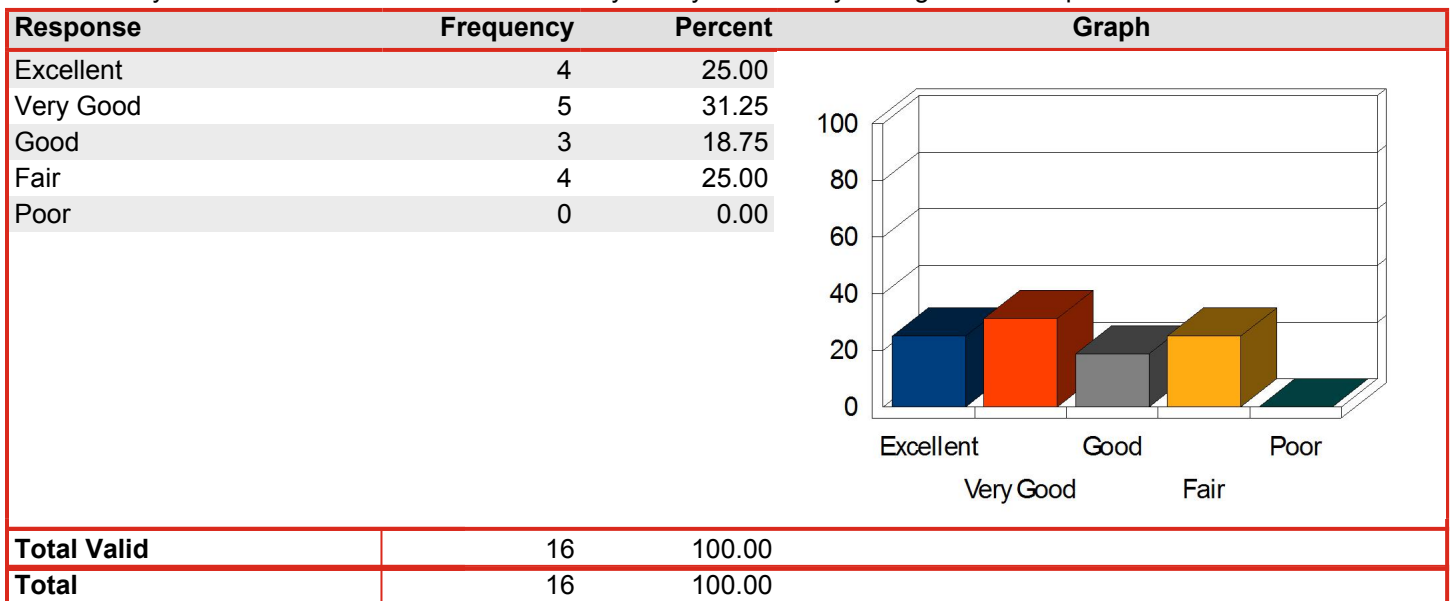 Response Frequency Percent Graph
Excellent 4 25.00
Very Good 5 31.25
Good 3 18.75
Fair 4 25.00
Poor 0 0.00
100
80
60
40
20
0
Excellent Good Poor
Very Good Fair
Total Valid 16 100.00
Total 16 100.00